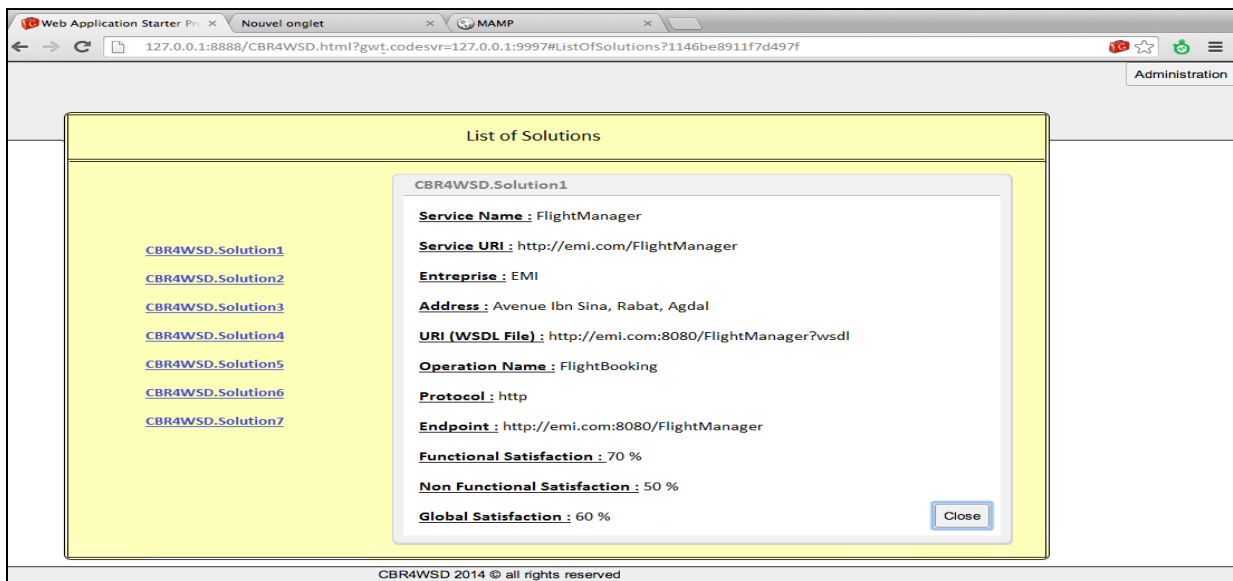 Web Application Starter Pr
Nouvel onglet
MAMP
127.0.0.1:8888/CBR4WSD.html?gwt.codesvr=127.0.0.1:9997#ListOfSolutions?1146be8911f7d497f
Administration
List of Solutions
CBR4WSD.Solution1
CBR4WSD.Solution2
CBR4WSD.Solution3
CBR4WSD.Solution4
CBR4WSD.Solution5
CBR4WSD.Solution6
CBR4WSD.Solution7
CBR4WSD.Solution1
Service Name : FlightManager
Service URI : http://emi.com/FlightManager
Entreprise : EMI
Address : Avenue Ibn Sina, Rabat, Agdal
URI (WSDL File) : http://emi.com:8080/FlightManager?wsdl
Operation Name : FlightBooking
Protocol : http
Endpoint : http://emi.com:8080/FlightManager
Functional Satisfaction : 70 %
Non Functional Satisfaction : 50 %
Global Satisfaction : 60 %
Close
CBR4WSD 2014 © all rights reserved